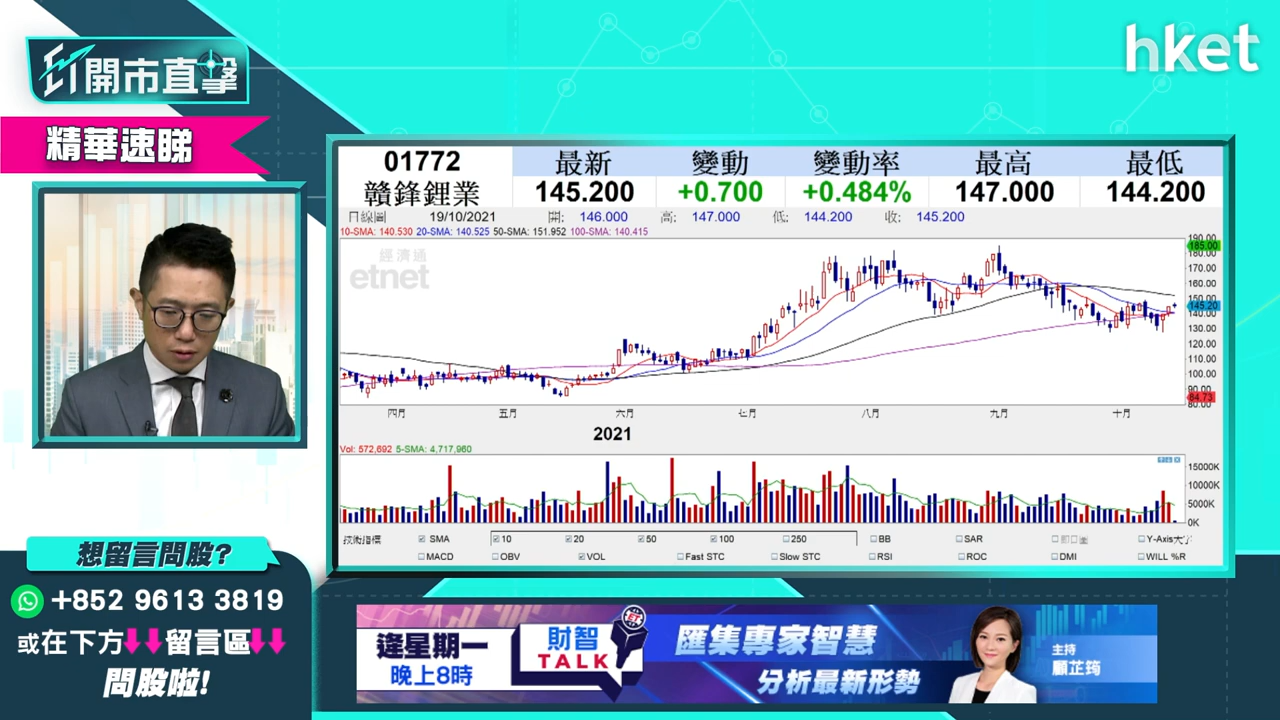 ET開市直擊
hket
精華速睇
01772
贛鋒鋰業
最新 變動 變動率 最高 最低
145.200 +0.700 +0.484% 147.000 144.200
日線圖 19/10/2021 開: 146.000 高: 147.000 低: 144.200 收: 145.200
10-SMA: 140.530 20-SMA: 140.525 50-SMA: 151.952 100-SMA: 140.415
經濟通
etnet
190.00
185.00
180.00
170.00
160.00
150.00
145.20
140.00
130.00
120.00
110.00
100.00
90.00
84.73
80.00
四月 五月 六月 七月 八月 九月 十月
2021
Vol: 572,692 5-SMA: 4,717,960
15000K
10000K
5000K
0K
技術指標 SMA 10 20 50 100 250 BB SAR Y-Axis大字
MACD OBV VOL Fast STC Slow STC RSI ROC DMI WILL %R
想留言問股?
+852 9613 3819
或在下方留言區
問股啦!
逢星期一
晚上8時
財智
TALK
匯集專家智慧
分析最新形勢
主持
顧芷筠